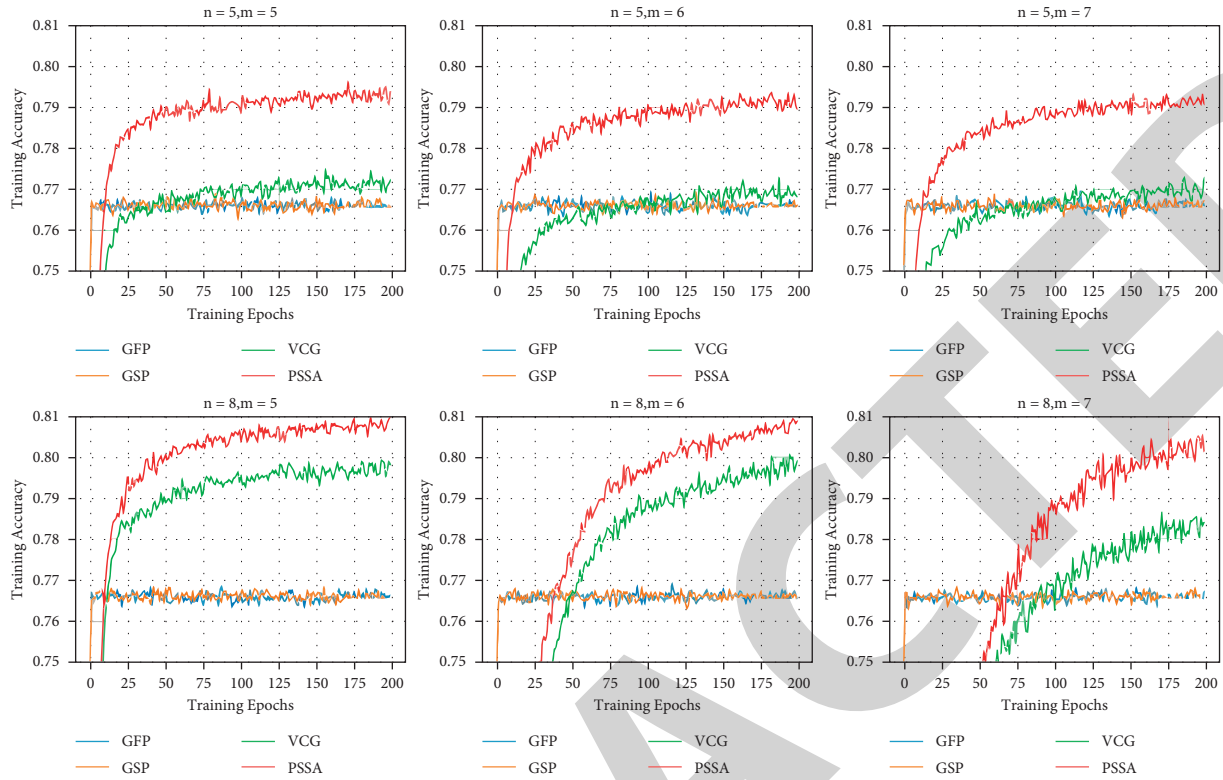 n = 5,m = 5
0.81
0.80
0.79
0.78
0.77
0.76
0.75
Training Accuracy
0 25 50 75 100 125 150 175 200
Training Epochs
GFP VCG
GSP PSSA
n = 5,m = 6
0.81
0.80
0.79
0.78
0.77
0.76
0.75
Training Accuracy
0 25 50 75 100 125 150 175 200
Training Epochs
GFP VCG
GSP PSSA
n = 5,m = 7
0.81
0.80
0.79
0.78
0.77
0.76
0.75
Training Accuracy
0 25 50 75 100 125 150 175 200
Training Epochs
GFP VCG
GSP PSSA
n = 8,m = 5
0.81
0.80
0.79
0.78
0.77
0.76
0.75
Training Accuracy
0 25 50 75 100 125 150 175 200
Training Epochs
GFP VCG
GSP PSSA
n = 8,m = 6
0.81
0.80
0.79
0.78
0.77
0.76
0.75
Training Accuracy
0 25 50 75 100 125 150 175 200
Training Epochs
GFP VCG
GSP PSSA
n = 8,m = 7
0.81
0.80
0.79
0.78
0.77
0.76
0.75
Training Accuracy
0 25 50 75 100 125 150 175 200
Training Epochs
GFP VCG
GSP PSSA